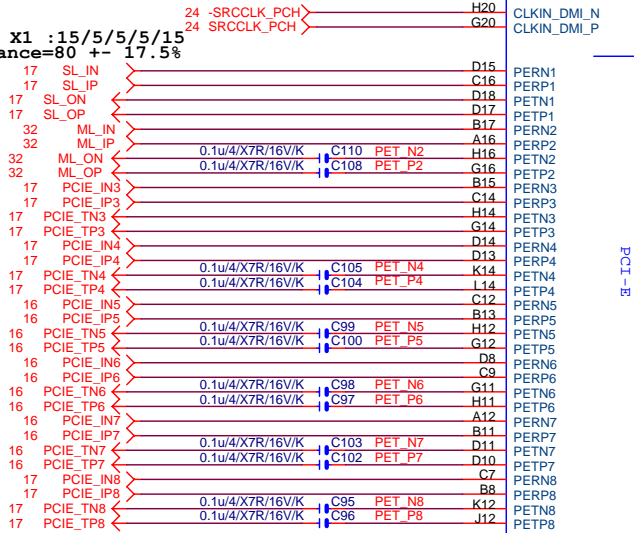 24 -SRCCLK_PCH H20 CLKIN_DMI_N
24 SRCCLK_PCH G20 CLKIN_DMI_P
X1 :15/5/5/5/15
ance=80 +- 17.5%
17 SL_IN D15 PERN1
17 SL_IP C16 PERP1
17 SL_ON D18 PETN1
17 SL_OP D17 PETP1
32 ML_IN B17 PERN2
32 ML_IP A16 PERP2
32 ML_ON 0.1u/4/X7R/16V/K C110 PET_N2 H16 PETN2
32 ML_OP 0.1u/4/X7R/16V/K C108 PET_P2 G16 PETP2
17 PCIE_IN3 B15 PERN3
17 PCIE_IP3 C14 PERP3
17 PCIE_TN3 H14 PETN3
17 PCIE_TP3 G14 PETP3
17 PCIE_IN4 D14 PERN4
17 PCIE_IP4 D13 PERP4
17 PCIE_TN4 0.1u/4/X7R/16V/K C105 PET_N4 K14 PETN4
17 PCIE_TP4 0.1u/4/X7R/16V/K C104 PET_P4 L14 PETP4
16 PCIE_IN5 C12 PERN5
16 PCIE_IP5 B13 PERP5
16 PCIE_TN5 0.1u/4/X7R/16V/K C99 PET_N5 H12 PETN5
16 PCIE_TP5 0.1u/4/X7R/16V/K C100 PET_P5 G12 PETP5
16 PCIE_IN6 D8 PERN6
16 PCIE_IP6 C9 PERP6
16 PCIE_TN6 0.1u/4/X7R/16V/K C98 PET_N6 G11 PETN6
16 PCIE_TP6 0.1u/4/X7R/16V/K C97 PET_P6 H11 PETP6
16 PCIE_IN7 A12 PERN7
16 PCIE_IP7 B11 PERP7
16 PCIE_TN7 0.1u/4/X7R/16V/K C103 PET_N7 D11 PETN7
16 PCIE_TP7 0.1u/4/X7R/16V/K C102 PET_P7 D10 PETP7
17 PCIE_IN8 C7 PERN8
17 PCIE_IP8 B8 PERP8
17 PCIE_TN8 0.1u/4/X7R/16V/K C95 PET_N8 K12 PETN8
17 PCIE_TP8 0.1u/4/X7R/16V/K C96 PET_P8 J12 PETP8
PCI-E